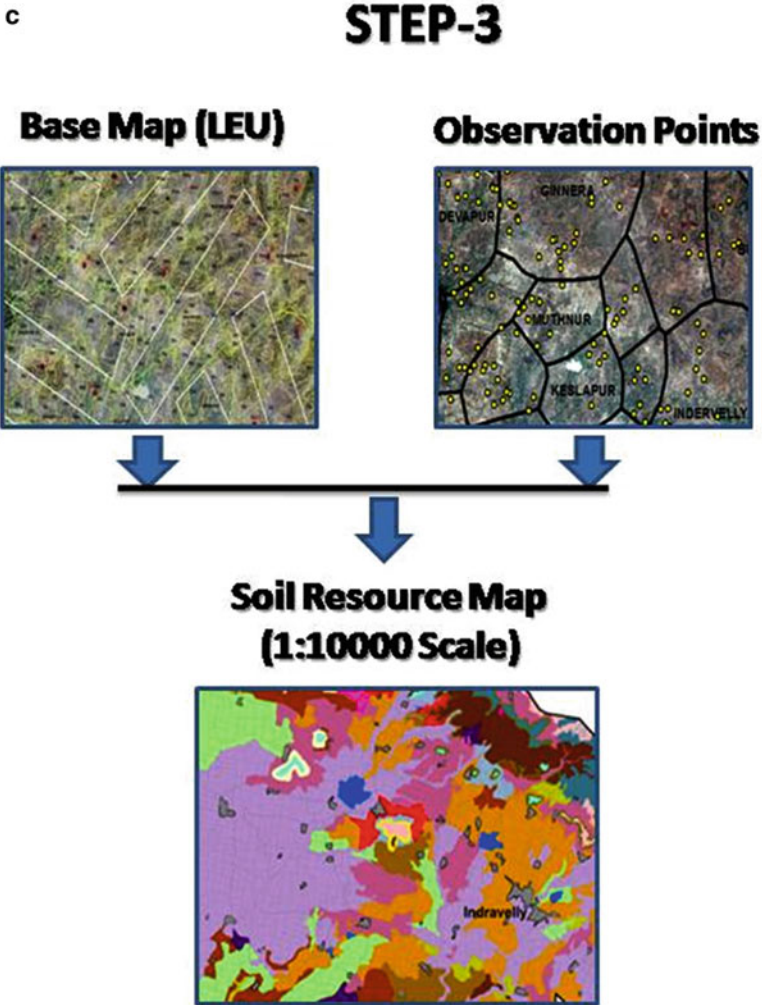 c
STEP-3
Base Map (LEU)
Observation Points
GINNERA
DEVAPUR
MUTHNUR
KESLAPUR
INDERVELLY
Soil Resource Map
(1:10000 Scale)
Indravelly